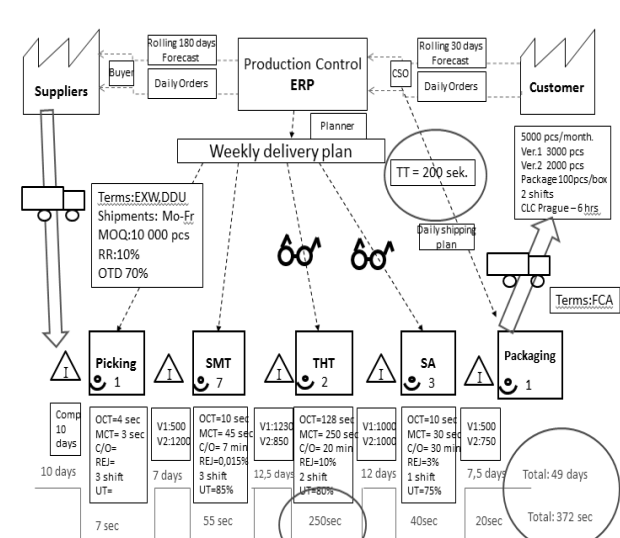 Rolling 180 days
Forecast
Buyer
Daily Orders
Suppliers
Production Control
ERP
CSO
Rolling 30 days
Forecast
Daily Orders
Customer
Planner
Weekly delivery plan
TT = 200 sek.
5000 pcs/month.
Ver.1 3000 pcs
Ver.2 2000 pcs
Package100pcs/box
2 shifts
CLC Prague – 6 hrs
Terms:EXW,DDU
Shipments: Mo-Fr
MOQ:10 000 pcs
RR:10%
OTD 70%
Daily shipping
plan
Terms:FCA
I
Picking
1
I
SMT
7
I
THT
2
I
SA
3
I
Packaging
1
Comp
10
days
OCT=4 sec
MCT= 3 sec
C/O=
REJ=
3 shift
UT=
V1:500
V2:1200
OCT=10 sec
MCT= 45 sec
C/O= 7 min
REJ=0,015%
3 shift
UT=85%
V1:1230
V2:850
OCT=128 sec
MCT= 250 sec
C/O= 20 min
REJ=10%
2 shift
UT=80%
V1:1000
V2:1000
OCT=10 sec
MCT= 30 sec
C/O= 30 min
REJ=3%
1 shift
UT=75%
V1:500
V2:750
10 days
7 days
12,5 days
12 days
7,5 days
Total: 49 days
7 sec
55 sec
250sec
40sec
20sec
Total: 372 sec